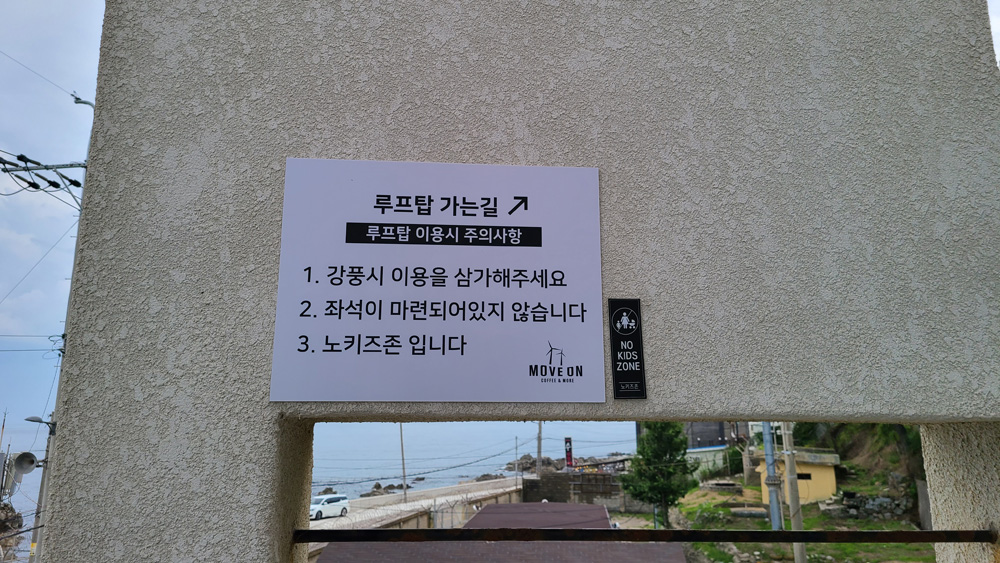 루프탑 가는길 ↗
루프탑 이용시 주의사항
1. 강풍시 이용을 삼가해주세요
2. 좌석이 마련되어있지 않습니다
3. 노키즈존 입니다
MOVE ON
COFFEE & MORE
NO
KIDS
ZONE
노키즈존